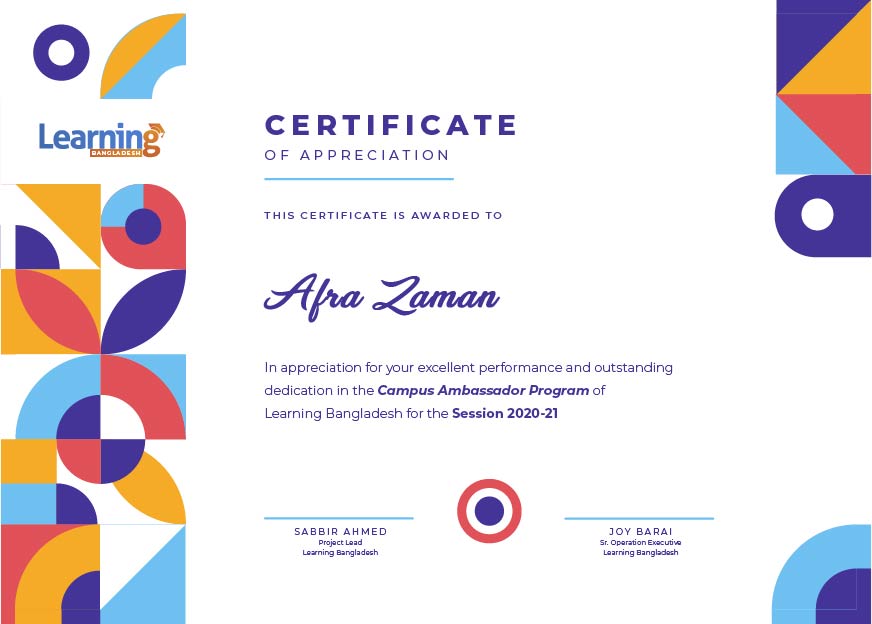 Learning
BANGLADESH
CERTIFICATE
OF APPRECIATION
THIS CERTIFICATE IS AWARDED TO
Afra Zaman
In appreciation for your excellent performance and outstanding
dedication in the Campus Ambassador Program of
Learning Bangladesh for the Session 2020-21
SABBIR AHMED
Project Lead
Learning Bangladesh
JOY BARAI
Sr. Operation Executive
Learning Bangladesh